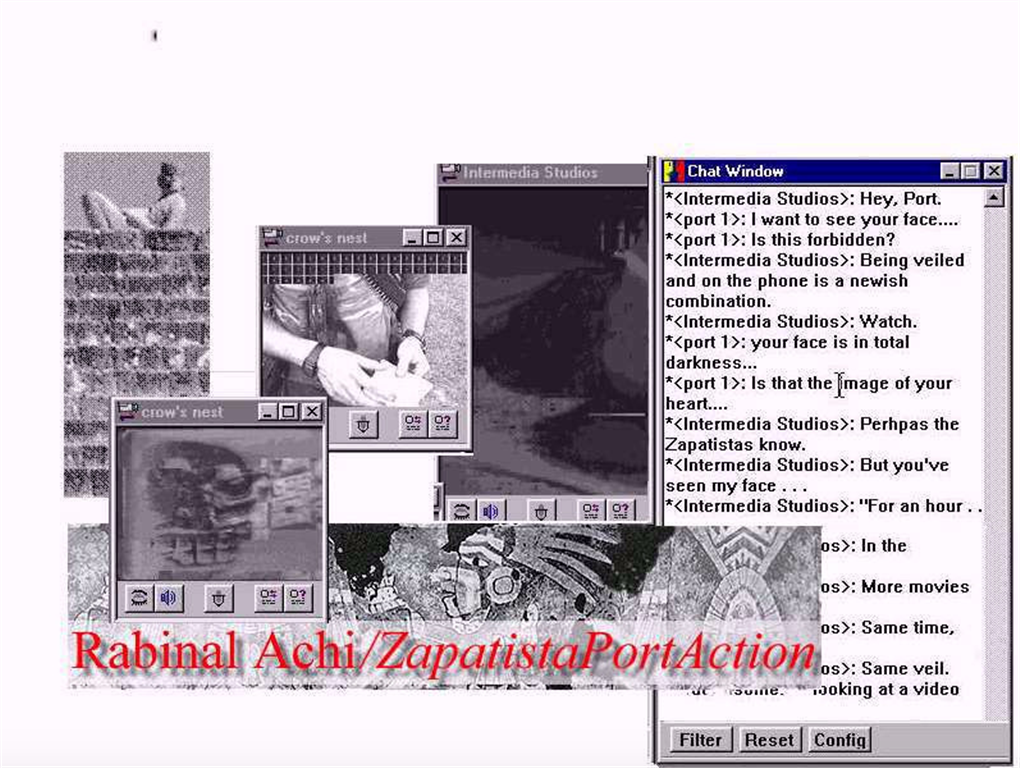 Intermedia Studios
crow's nest
crow's nest
Chat Window
*<Intermedia Studios>: Hey, Port.
*<port 1>: I want to see your face....
*<port 1>: Is this forbidden?
*<Intermedia Studios>: Being veiled
and on the phone is a newish
combination.
*<Intermedia Studios>: Watch.
*<port 1>: your face is in total
darkness...
*<port 1>: Is that the image of your
heart....
*<Intermedia Studios>: Perhpas the
Zapatistas know.
*<Intermedia Studios>: But you've
seen my face . . .
*<Intermedia Studios>: "For an hour . .
os>: In the
os>: More movies
os>: Same time,
os>: Same veil.
looking at a video
Filter Reset Config
Rabinal Achi/ZapatistaPortAction